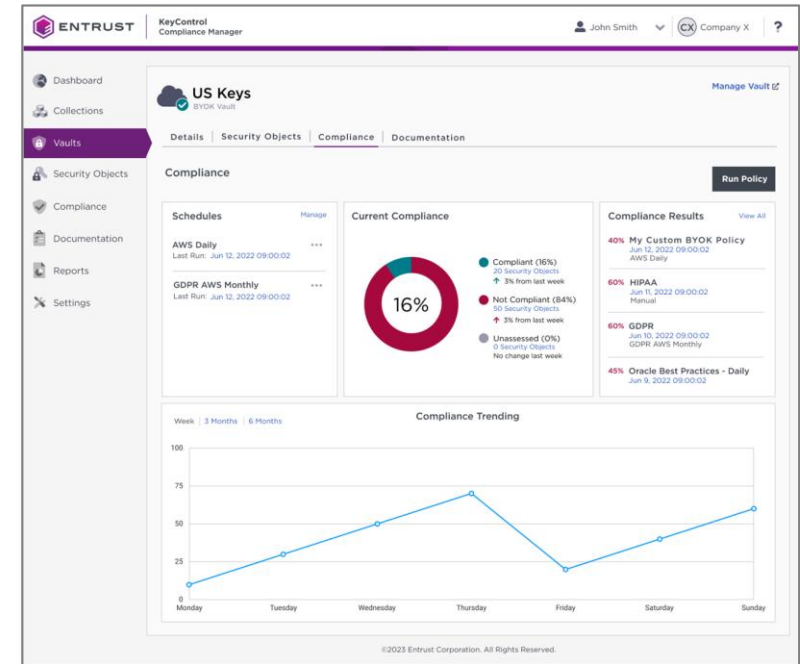 ENTRUST
KeyControl
Compliance Manager
John Smith
CX Company X ?
Dashboard
Collections
Vaults
Security Objects
Compliance
Documentation
Reports
Settings
US Keys
BYOK Vault
Manage Vault
Details | Security Objects | Compliance | Documentation
Compliance
Run Policy
Schedules Manage
AWS Daily
Last Run: Jun 12, 2022 09:00:02
GDPR AWS Monthly
Last Run: Jun 12, 2022 09:00:02
Current Compliance
16%
Compliant (16%)
20 Security Objects
↑ 3% from last week
Not Compliant (84%)
50 Security Objects
↑ 3% from last week
Unassessed (0%)
0 Security Objects
No change last week
Compliance Results View All
40% My Custom BYOK Policy
Jun 12, 2022 09:00:02
AWS Daily
60% HIPAA
Jun 11, 2022 09:00:02
Manual
60% GDPR
Jun 10, 2022 09:00:02
GDPR AWS Monthly
45% Oracle Best Practices - Daily
Jun 9, 2022 09:00:02
Week | 3 Months | 6 Months
Compliance Trending
100
75
50
25
0
Monday Tuesday Wednesday Thursday Friday Saturday Sunday
©2023 Entrust Corporation. All Rights Reserved.